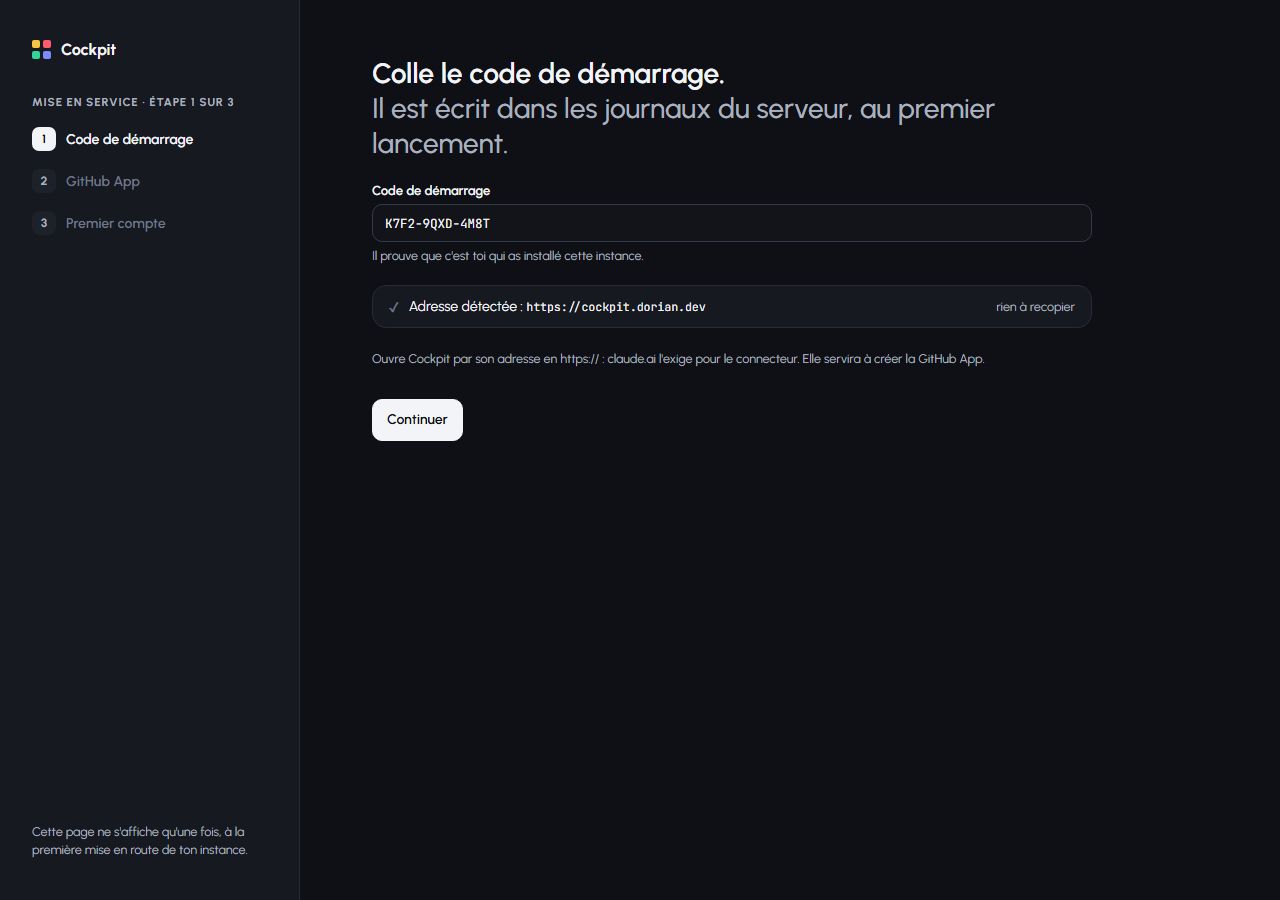 Cockpit
MISE EN SERVICE · ÉTAPE 1 SUR 3
1 Code de démarrage
2 GitHub App
3 Premier compte
Cette page ne s'affiche qu'une fois, à la
première mise en route de ton instance.
Colle le code de démarrage.
Il est écrit dans les journaux du serveur, au premier
lancement.
Code de démarrage
K7F2-9QXD-4M8T
Il prouve que c'est toi qui as installé cette instance.
✓ Adresse détectée : https://cockpit.dorian.dev rien à recopier
Ouvre Cockpit par son adresse en https:// : claude.ai l'exige pour le connecteur. Elle servira à créer la GitHub App.
Continuer